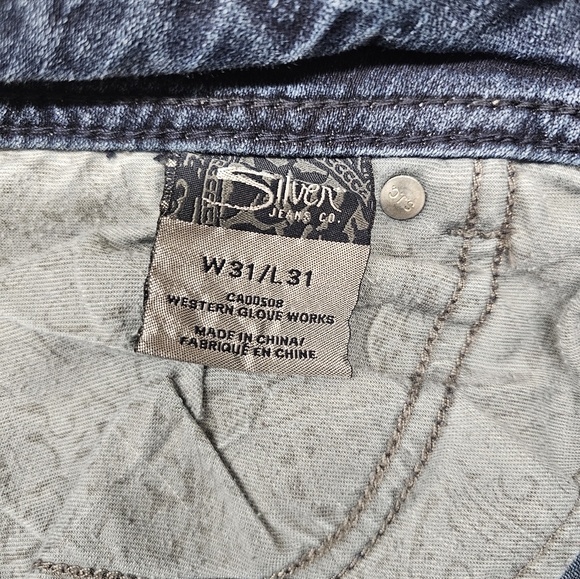 Silver
JEANS CO.
W31/L31
CA00508
WESTERN GLOVE WORKS
MADE IN CHINA/
FABRIQUÉ EN CHINE